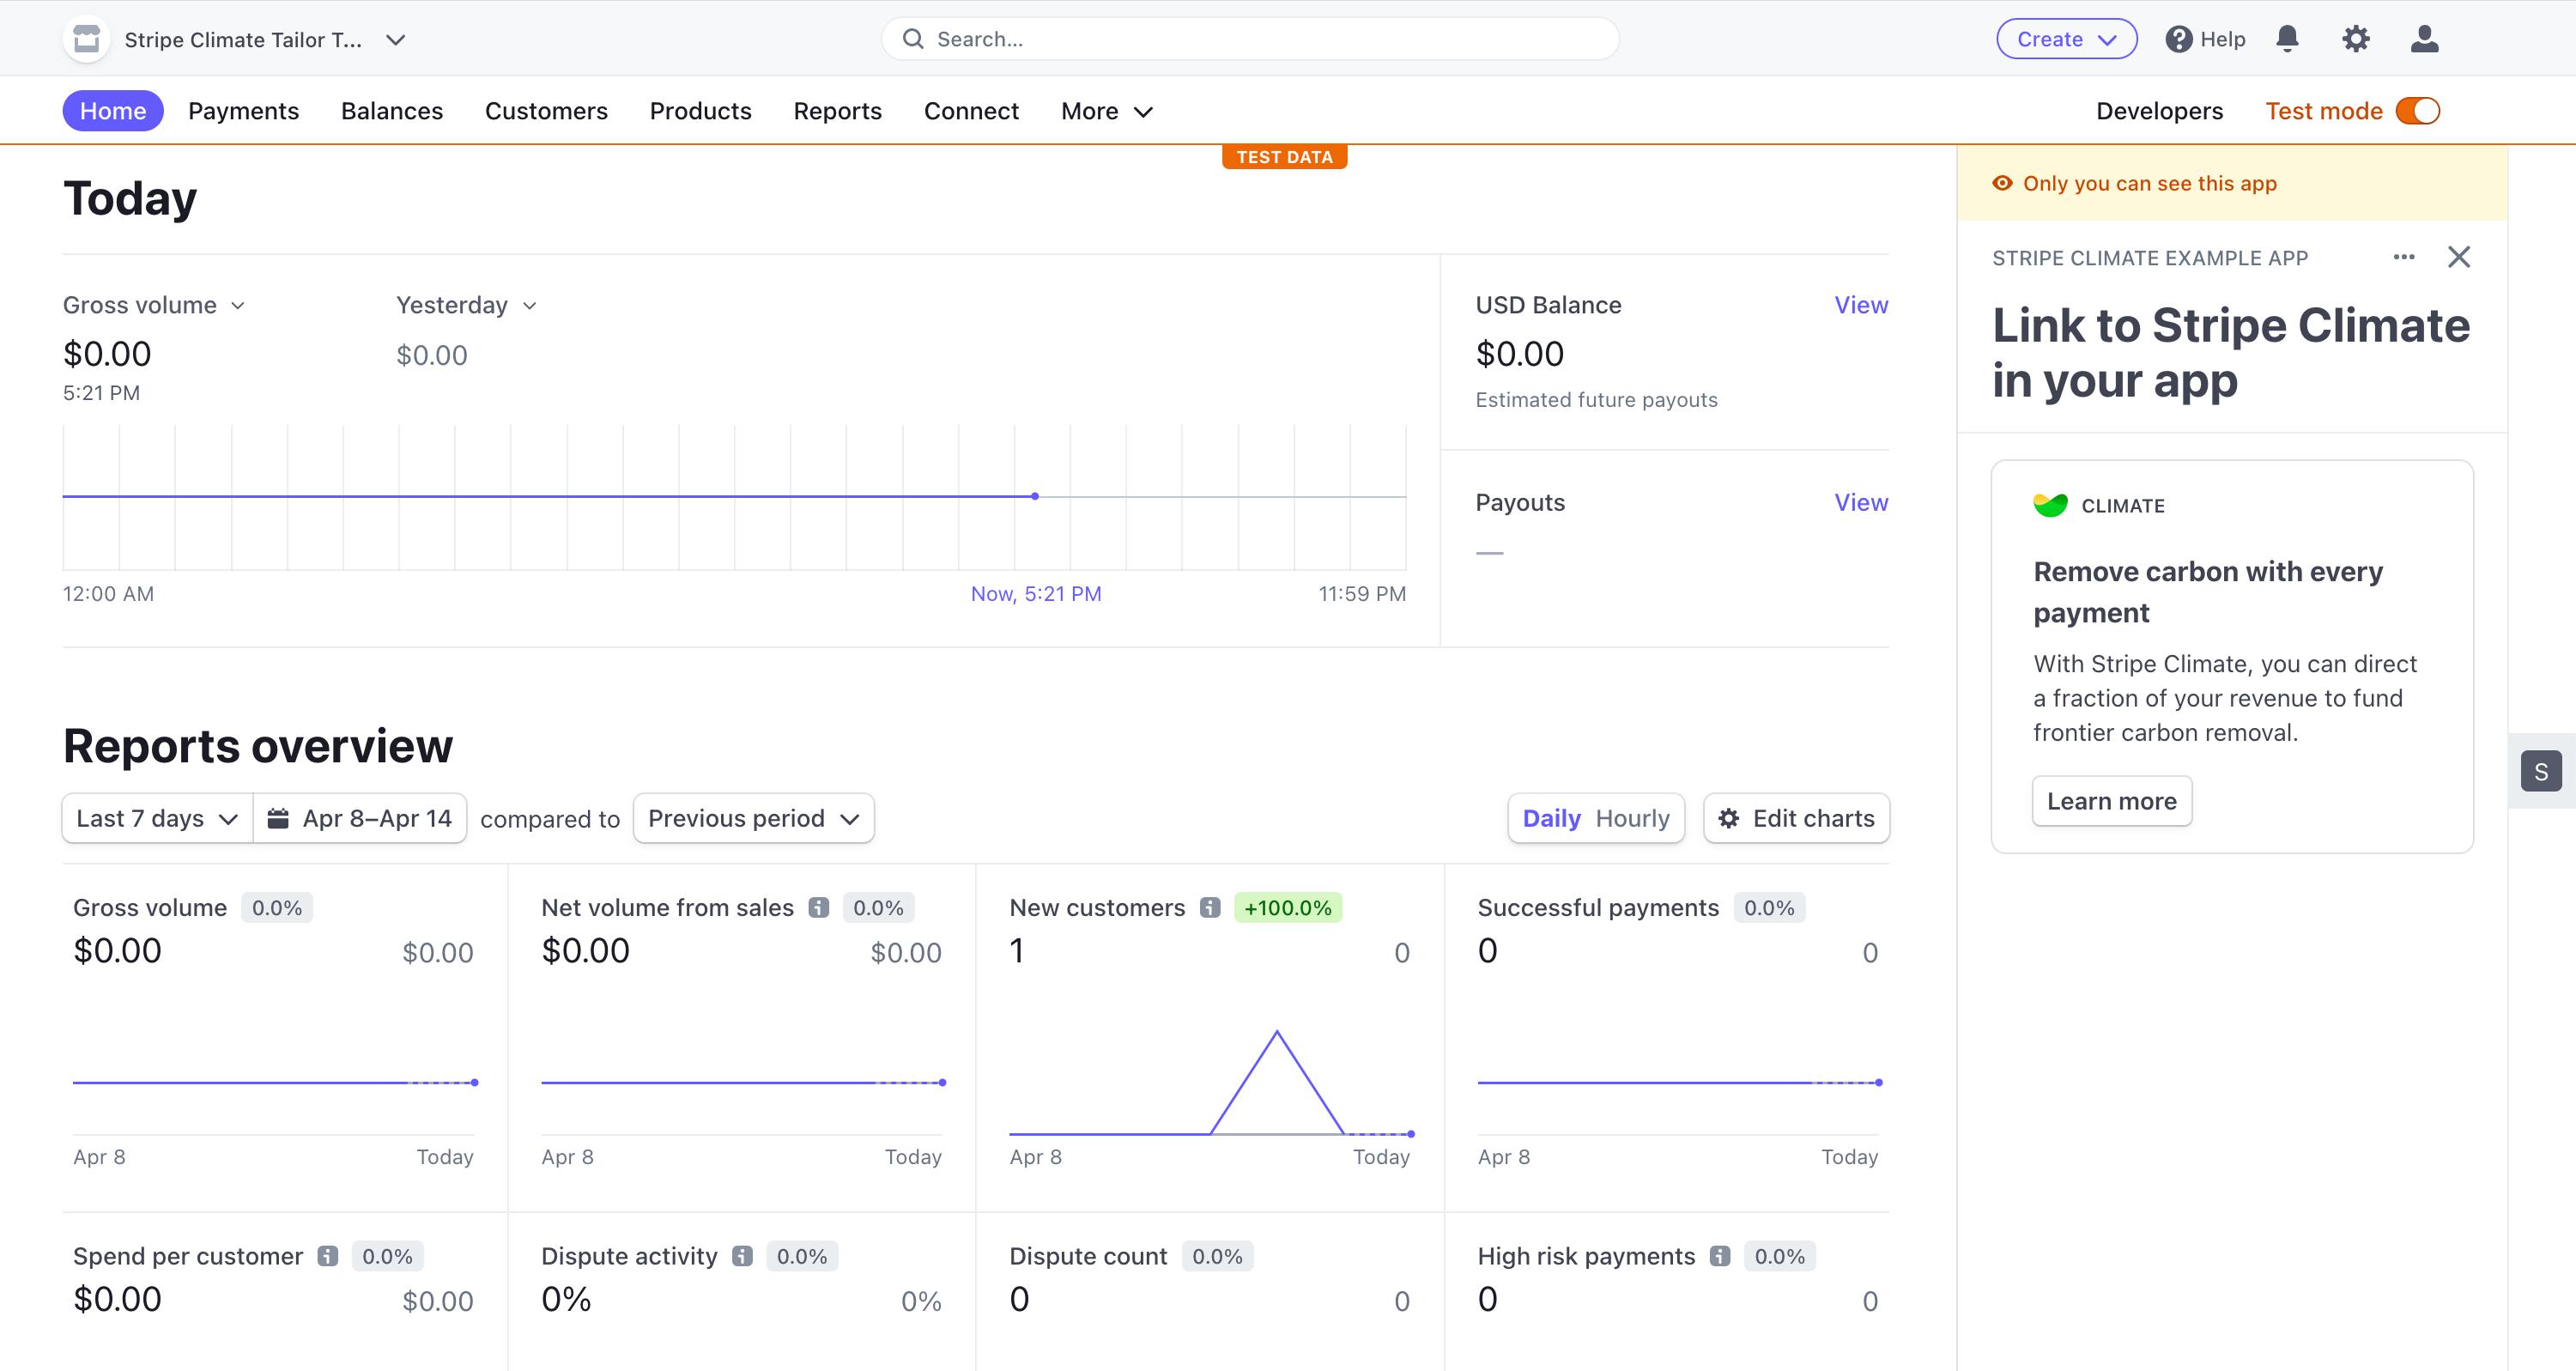 Stripe Climate Tailor T...
Search...
Create
Help
Home
Payments
Balances
Customers
Products
Reports
Connect
More
Developers
Test mode
TEST DATA
Today
Gross volume
Yesterday
$0.00
$0.00
5:21 PM
12:00 AM
Now, 5:21 PM
11:59 PM
USD Balance
View
$0.00
Estimated future payouts
Payouts
View
—
Reports overview
Last 7 days
Apr 8–Apr 14
compared to
Previous period
Daily
Hourly
Edit charts
Gross volume
0.0%
$0.00
$0.00
Apr 8
Today
Net volume from sales
0.0%
$0.00
$0.00
Apr 8
Today
New customers
+100.0%
1
0
Apr 8
Today
Successful payments
0.0%
0
0
Apr 8
Today
Spend per customer
0.0%
$0.00
$0.00
Dispute activity
0.0%
0%
0%
Dispute count
0.0%
0
0
High risk payments
0.0%
0
0
Only you can see this app
STRIPE CLIMATE EXAMPLE APP
Link to Stripe Climate
in your app
CLIMATE
Remove carbon with every
payment
With Stripe Climate, you can direct
a fraction of your revenue to fund
frontier carbon removal.
Learn more
S